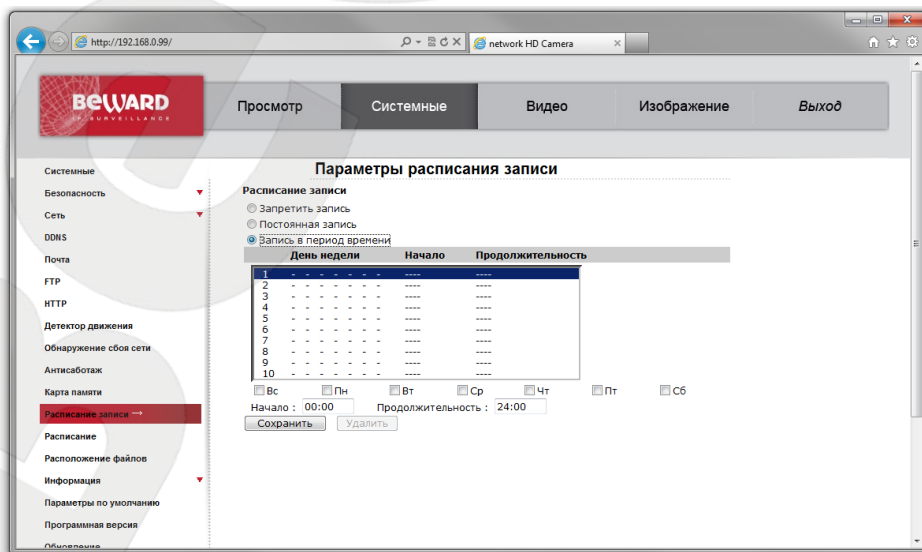 http://192.168.0.99/
network HD Camera
BEWARD
IP SURVEILLANCE
Просмотр
Системные
Видео
Изображение
Выход
Системные
Безопасность
Сеть
DDNS
Почта
FTP
HTTP
Детектор движения
Обнаружение сбоя сети
Антисаботаж
Карта памяти
Расписание записи →
Расписание
Расположение файлов
Информация
Параметры по умолчанию
Программная версия
Обновление
Параметры расписания записи
Расписание записи
Запретить запись
Постоянная запись
Запись в период времени
День недели Начало Продолжительность
1 - - - - - - - ---- ----
2 - - - - - - - ---- ----
3 - - - - - - - ---- ----
4 - - - - - - - ---- ----
5 - - - - - - - ---- ----
6 - - - - - - - ---- ----
7 - - - - - - - ---- ----
8 - - - - - - - ---- ----
9 - - - - - - - ---- ----
10 - - - - - - - ---- ----
Вс Пн Вт Ср Чт Пт Сб
Начало : 00:00 Продолжительность : 24:00
Сохранить Удалить